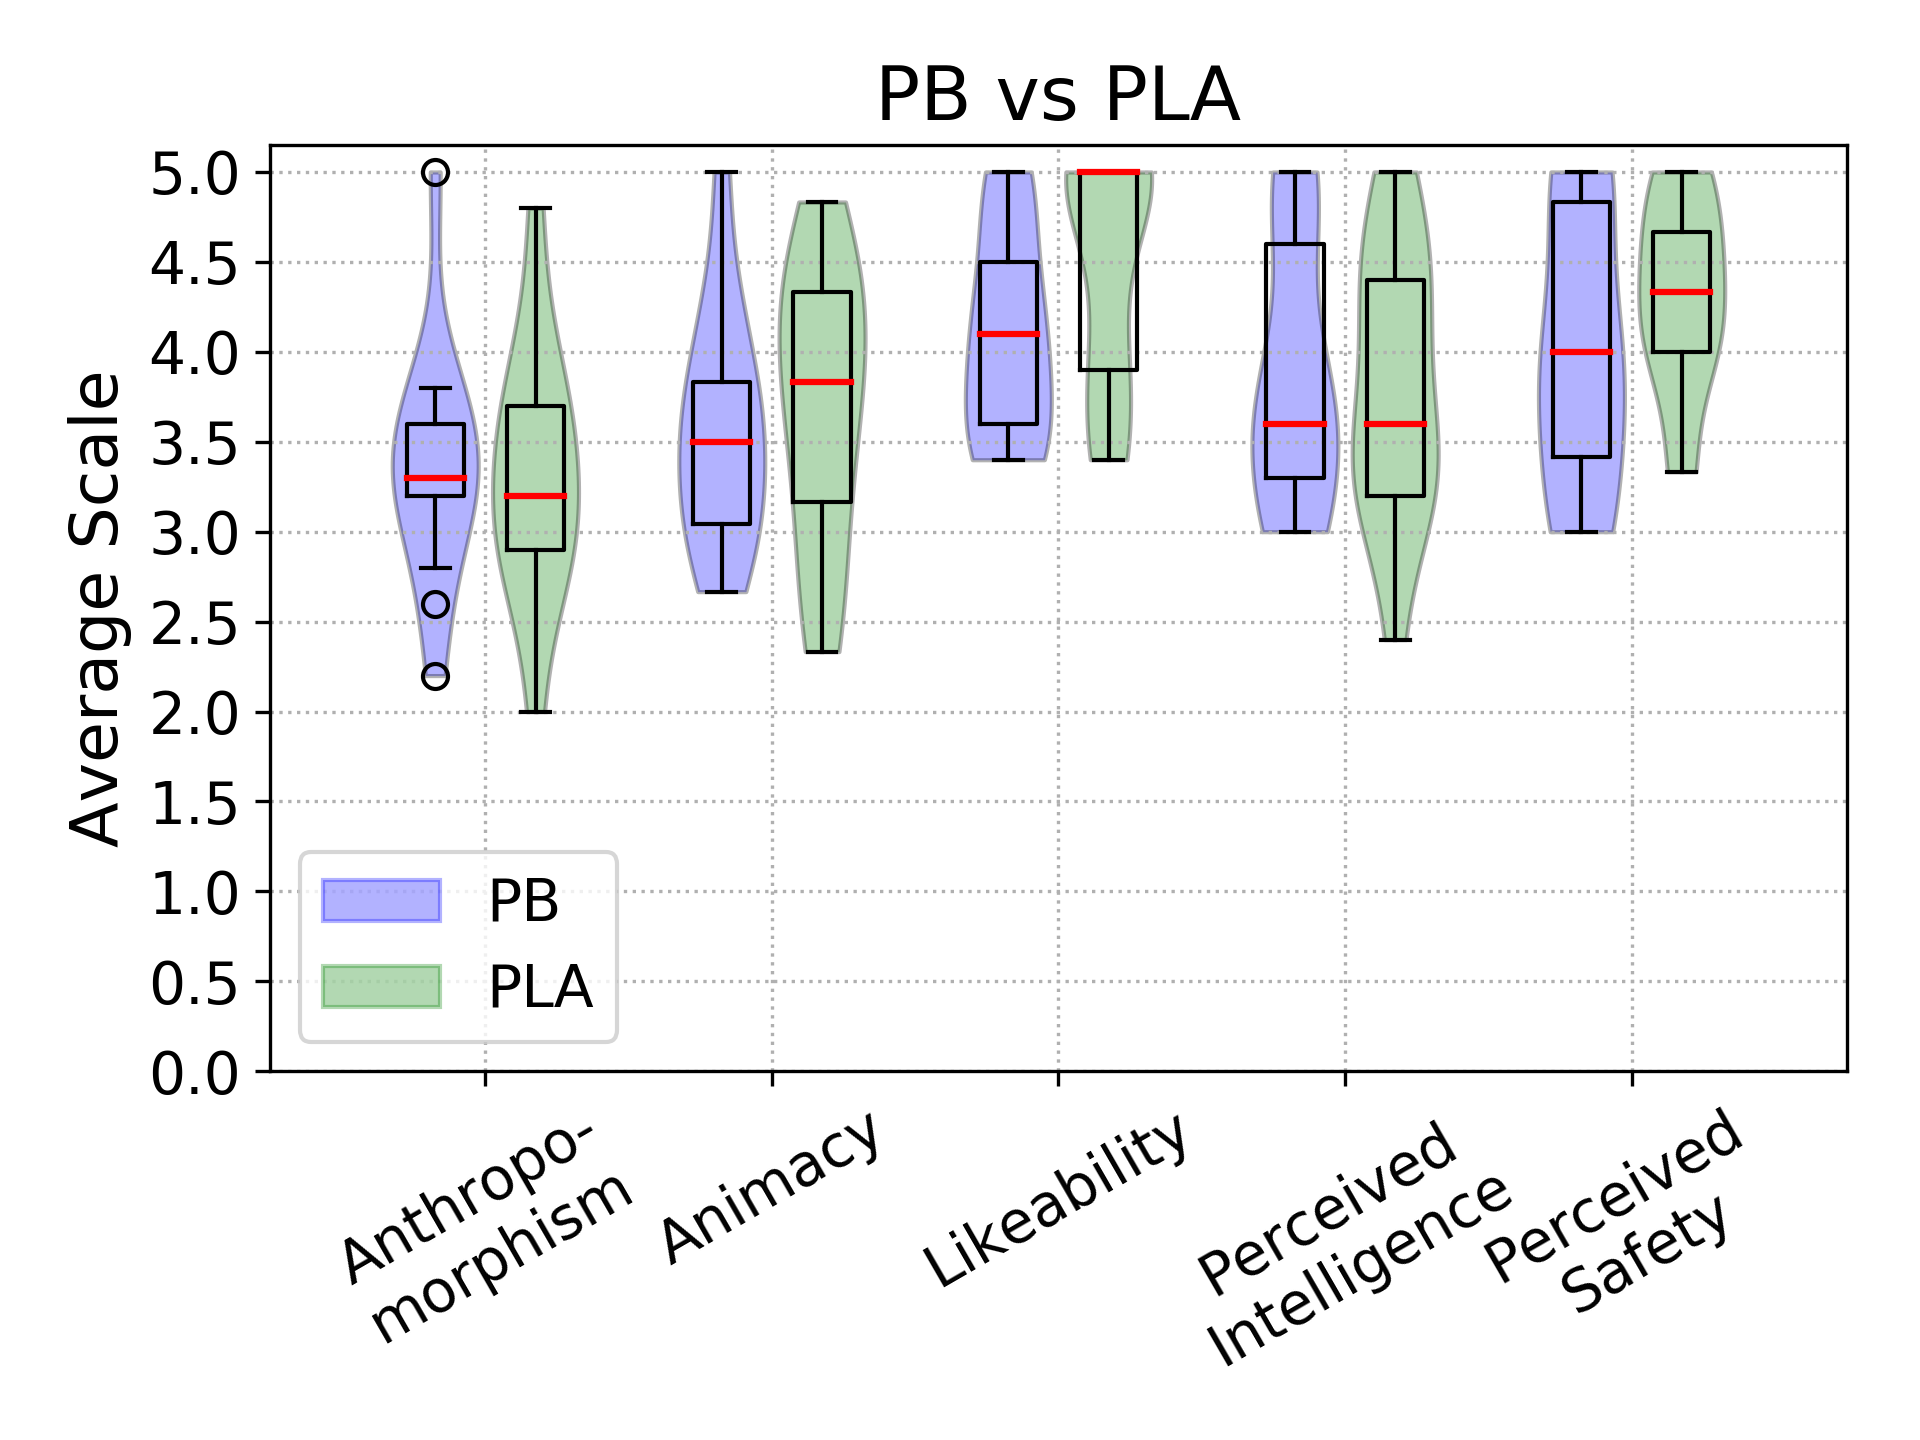 PB vs PLA
Average Scale
5.0
4.5
4.0
3.5
3.0
2.5
2.0
1.5
1.0
0.5
0.0
PB
PLA
Anthropo-
morphism
Animacy
Likeability
Perceived
Intelligence
Perceived
Safety